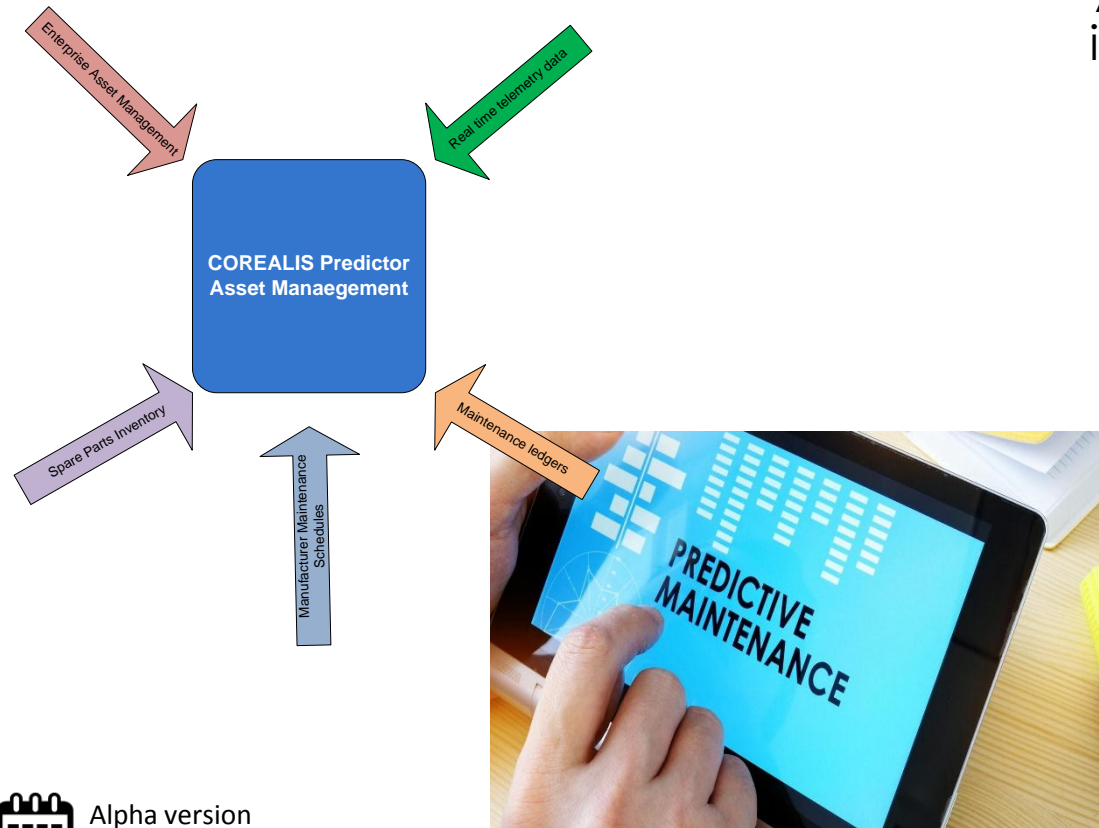 Enterprise Asset Management
Real time telemetry data
COREALIS Predictor
Asset Manaegement
Spare Parts Inventory
Manufacturer Maintenance
Schedules
Maintenance ledgers
PREDICTIVE
MAINTENANCE
Alpha version